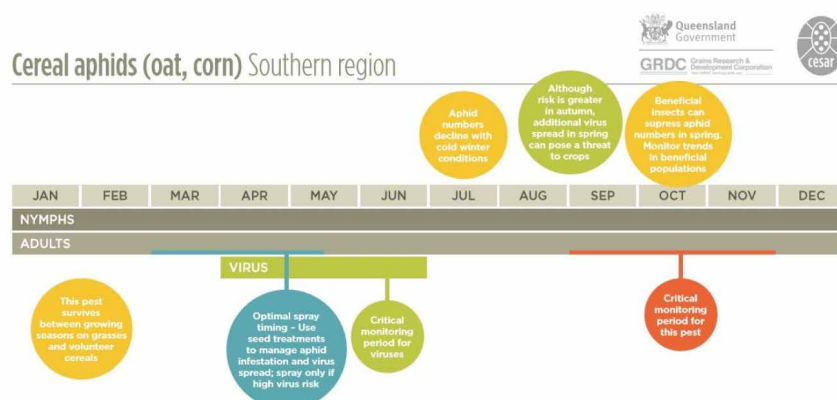 Queensland
Government
Cereal aphids (oat, corn) Southern region
GRDC Grains Research &
Development Corporation
cesar
Aphid
numbers
decline with
cold winter
conditions
Although
risk is greater
in autumn,
additional virus
spread in spring
can pose a threat
to crops
Beneficial
insects can
supress aphid
numbers in spring.
Monitor trends
in beneficial
populations
JAN FEB MAR APR MAY JUN JUL AUG SEP OCT NOV DEC
NYMPHS
ADULTS
VIRUS
This pest
survives
between growing
seasons on grasses
and volunteer
cereals
Optimal spray
timing – Use
seed treatments
to manage aphid
infestation and virus
spread; spray only if
high virus risk
Critical
monitoring
period for
viruses
Critical
monitoring
period for
this pest